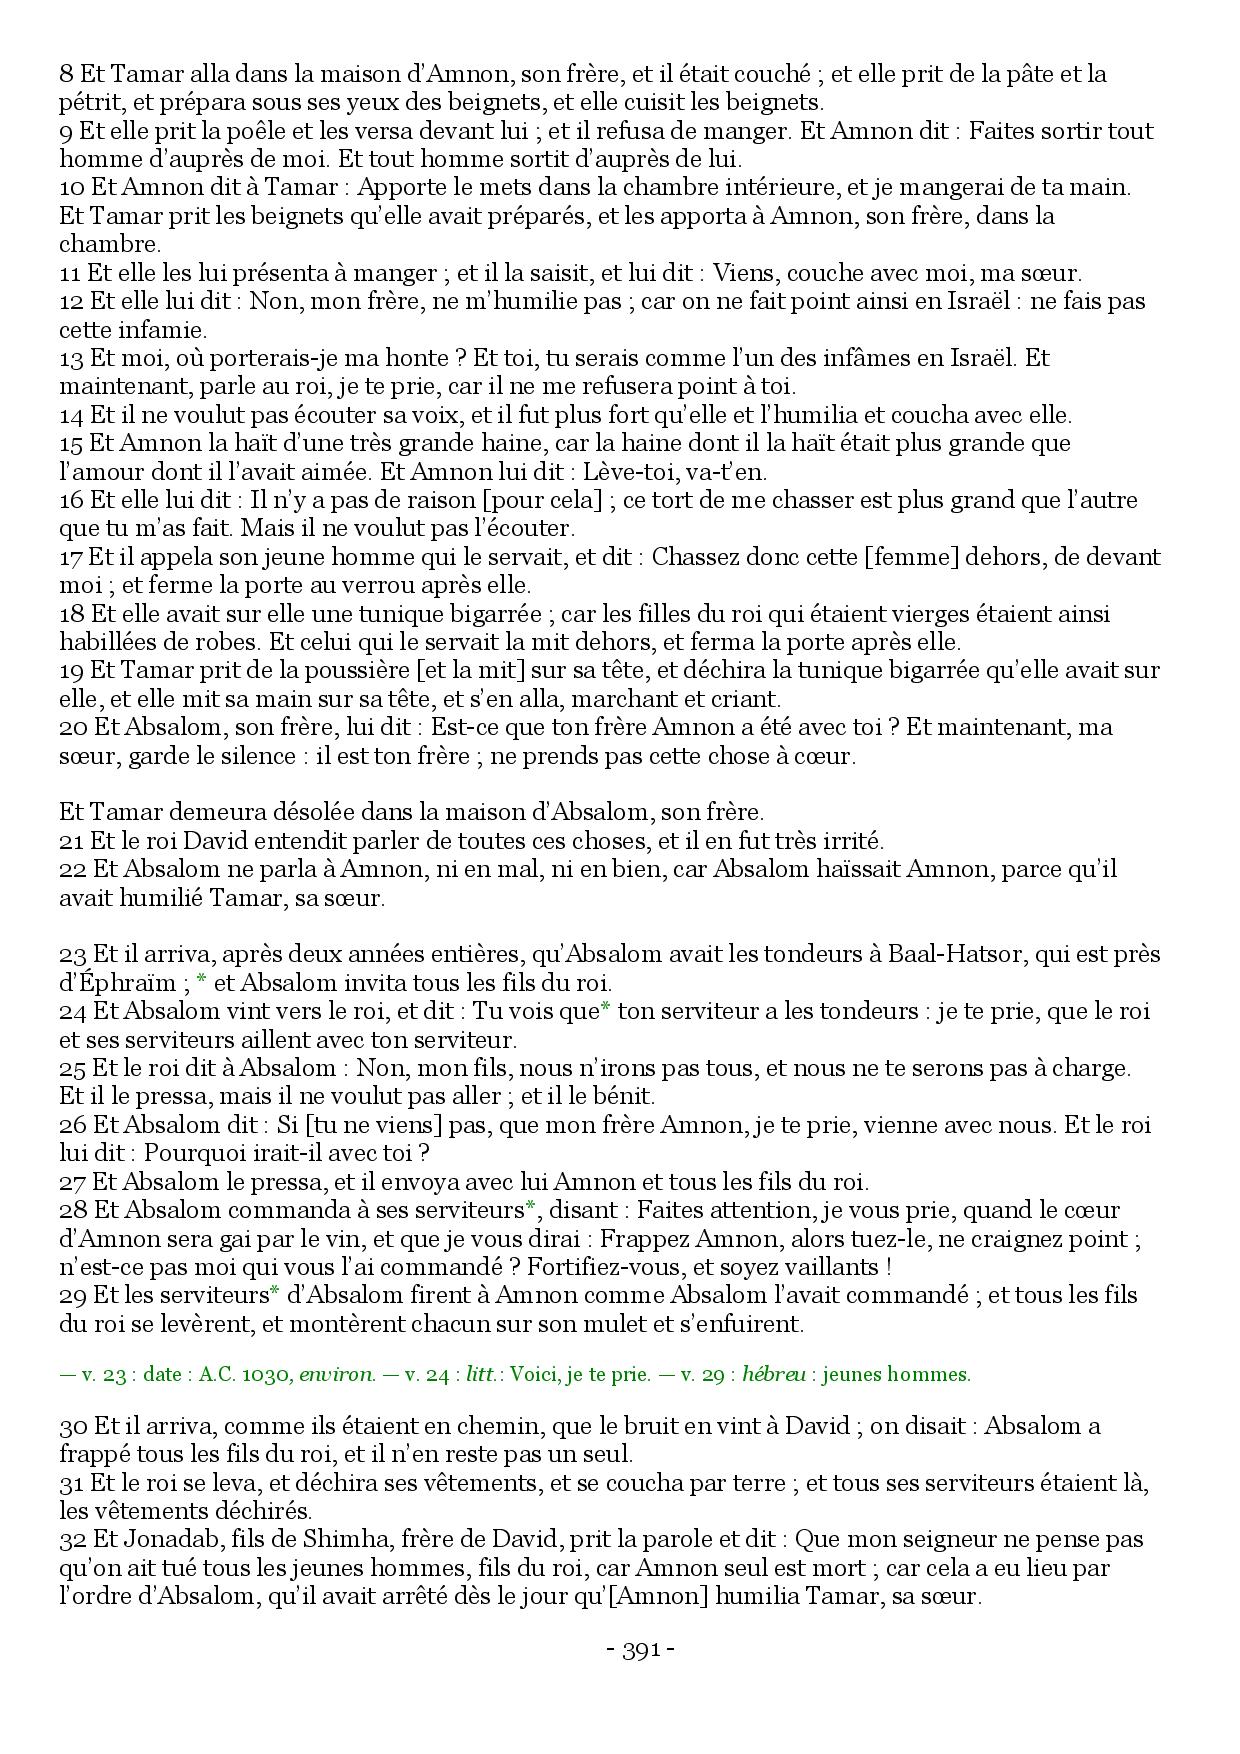 8 Et Tamar alla dans la maison d’Amnon, son frère, et il était couché ; et elle prit de la pâte et la
pétrit, et prépara sous ses yeux des beignets, et elle cuisit les beignets.
9 Et elle prit la poêle et les versa devant lui ; et il refusa de manger. Et Amnon dit : Faites sortir tout
homme d’auprès de moi. Et tout homme sortit d’auprès de lui.
10 Et Amnon dit à Tamar : Apporte le mets dans la chambre intérieure, et je mangerai de ta main.
Et Tamar prit les beignets qu’elle avait préparés, et les apporta à Amnon, son frère, dans la
chambre.
11 Et elle les lui présenta à manger ; et il la saisit, et lui dit : Viens, couche avec moi, ma sœur.
12 Et elle lui dit : Non, mon frère, ne m’humilie pas ; car on ne fait point ainsi en Israël : ne fais pas
cette infamie.
13 Et moi, où porterais-je ma honte ? Et toi, tu serais comme l’un des infâmes en Israël. Et
maintenant, parle au roi, je te prie, car il ne me refusera point à toi.
14 Et il ne voulut pas écouter sa voix, et il fut plus fort qu’elle et l’humilia et coucha avec elle.
15 Et Amnon la haït d’une très grande haine, car la haine dont il la haït était plus grande que
l’amour dont il l’avait aimée. Et Amnon lui dit : Lève-toi, va-t’en.
16 Et elle lui dit : Il n’y a pas de raison [pour cela] ; ce tort de me chasser est plus grand que l’autre
que tu m’as fait. Mais il ne voulut pas l’écouter.
17 Et il appela son jeune homme qui le servait, et dit : Chassez donc cette [femme] dehors, de devant
moi ; et ferme la porte au verrou après elle.
18 Et elle avait sur elle une tunique bigarrée ; car les filles du roi qui étaient vierges étaient ainsi
habillées de robes. Et celui qui le servait la mit dehors, et ferma la porte après elle.
19 Et Tamar prit de la poussière [et la mit] sur sa tête, et déchira la tunique bigarrée qu’elle avait sur
elle, et elle mit sa main sur sa tête, et s’en alla, marchant et criant.
20 Et Absalom, son frère, lui dit : Est-ce que ton frère Amnon a été avec toi ? Et maintenant, ma
sœur, garde le silence : il est ton frère ; ne prends pas cette chose à cœur.
Et Tamar demeura désolée dans la maison d’Absalom, son frère.
21 Et le roi David entendit parler de toutes ces choses, et il en fut très irrité.
22 Et Absalom ne parla à Amnon, ni en mal, ni en bien, car Absalom haïssait Amnon, parce qu’il
avait humilié Tamar, sa sœur.
23 Et il arriva, après deux années entières, qu’Absalom avait les tondeurs à Baal-Hatsor, qui est près
d’Éphraïm ; * et Absalom invita tous les fils du roi.
24 Et Absalom vint vers le roi, et dit : Tu vois que* ton serviteur a les tondeurs : je te prie, que le roi
et ses serviteurs aillent avec ton serviteur.
25 Et le roi dit à Absalom : Non, mon fils, nous n’irons pas tous, et nous ne te serons pas à charge.
Et il le pressa, mais il ne voulut pas aller ; et il le bénit.
26 Et Absalom dit : Si [tu ne viens] pas, que mon frère Amnon, je te prie, vienne avec nous. Et le roi
lui dit : Pourquoi irait-il avec toi ?
27 Et Absalom le pressa, et il envoya avec lui Amnon et tous les fils du roi.
28 Et Absalom commanda à ses serviteurs*, disant : Faites attention, je vous prie, quand le cœur
d’Amnon sera gai par le vin, et que je vous dirai : Frappez Amnon, alors tuez-le, ne craignez point ;
n’est-ce pas moi qui vous l’ai commandé ? Fortifiez-vous, et soyez vaillants !
29 Et les serviteurs* d’Absalom firent à Amnon comme Absalom l’avait commandé ; et tous les fils
du roi se levèrent, et montèrent chacun sur son mulet et s’enfuirent.
— v. 23 : date : A.C. 1030, environ. — v. 24 : litt.: Voici, je te prie. — v. 29 : hébreu : jeunes hommes.
30 Et il arriva, comme ils étaient en chemin, que le bruit en vint à David ; on disait : Absalom a
frappé tous les fils du roi, et il n’en reste pas un seul.
31 Et le roi se leva, et déchira ses vêtements, et se coucha par terre ; et tous ses serviteurs étaient là,
les vêtements déchirés.
32 Et Jonadab, fils de Shimha, frère de David, prit la parole et dit : Que mon seigneur ne pense pas
qu’on ait tué tous les jeunes hommes, fils du roi, car Amnon seul est mort ; car cela a eu lieu par
l’ordre d’Absalom, qu’il avait arrêté dès le jour qu’[Amnon] humilia Tamar, sa sœur.
- 391 -